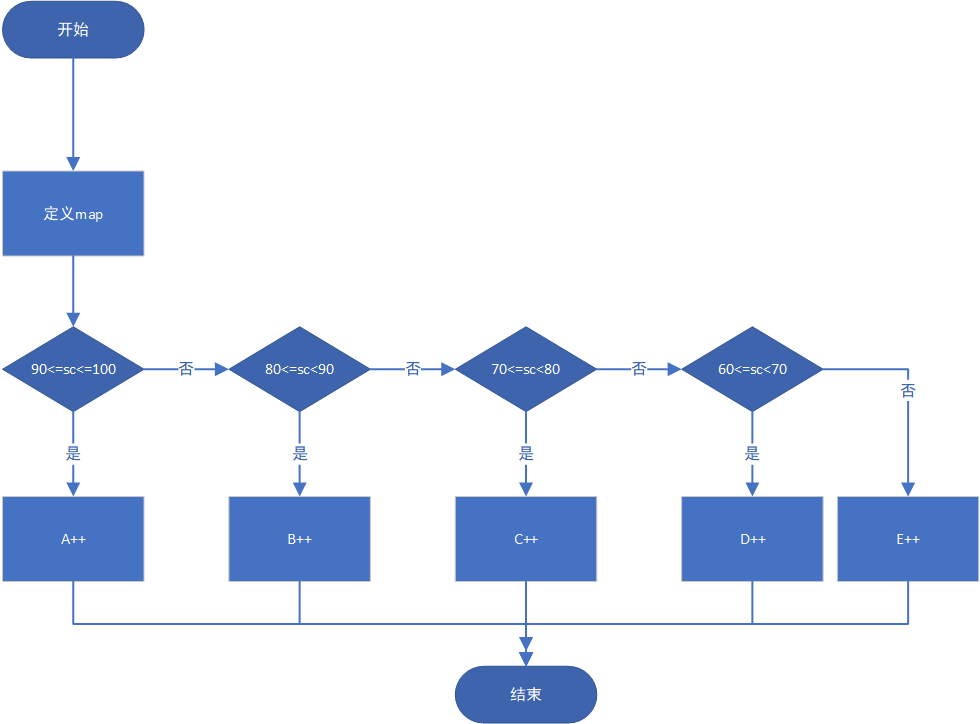 开始
定义map
90<=sc<=100
否
80<=sc<90
否
70<=sc<80
否
60<=sc<70
否
是
是
是
是
A++
B++
C++
D++
E++
结束